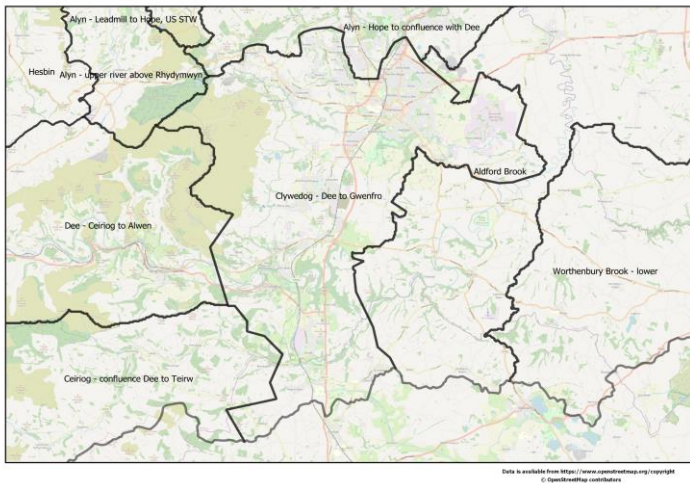 Alyn - Leadmill to Hope, US STW
Alyn - Hope to confluence with Dee
Hesbin
Alyn - upper river above Rhydymwyn
Aldford Brook
Clywedog - Dee to Gwenfro
Dee - Ceiriog to Alwen
Worthenbury Brook - lower
Ceiriog - confluence Dee to Teirw
Data is available from https://www.openstreetmap.org/copyright
© OpenStreetMap contributors